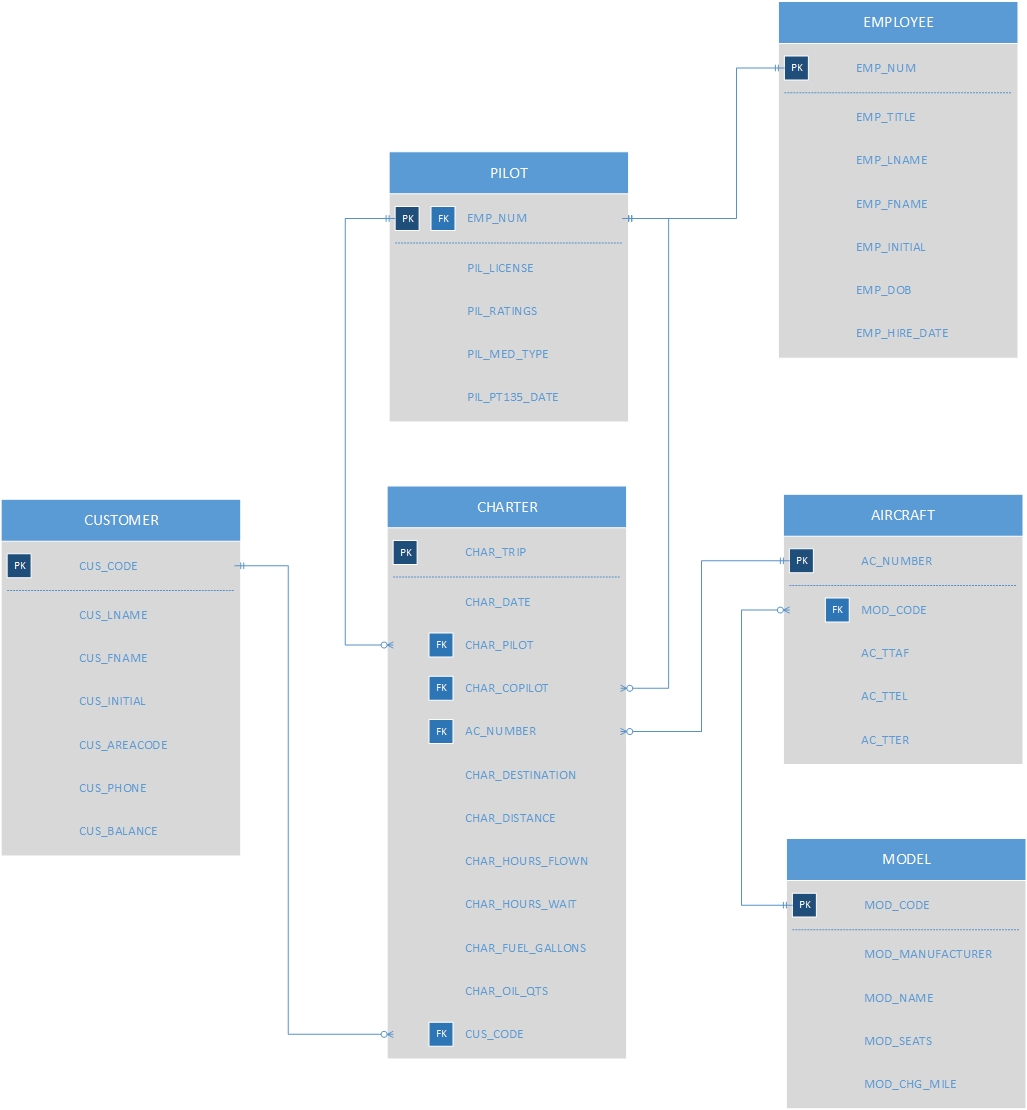 EMPLOYEE
PK EMP_NUM
EMP_TITLE
EMP_LNAME
EMP_FNAME
EMP_INITIAL
EMP_DOB
EMP_HIRE_DATE
PILOT
PK FK EMP_NUM
PIL_LICENSE
PIL_RATINGS
PIL_MED_TYPE
PIL_PT135_DATE
CUSTOMER
PK CUS_CODE
CUS_LNAME
CUS_FNAME
CUS_INITIAL
CUS_AREACODE
CUS_PHONE
CUS_BALANCE
CHARTER
PK CHAR_TRIP
CHAR_DATE
FK CHAR_PILOT
FK CHAR_COPILOT
FK AC_NUMBER
CHAR_DESTINATION
CHAR_DISTANCE
CHAR_HOURS_FLOWN
CHAR_HOURS_WAIT
CHAR_FUEL_GALLONS
CHAR_OIL_QTS
FK CUS_CODE
AIRCRAFT
PK AC_NUMBER
FK MOD_CODE
AC_TTAF
AC_TTEL
AC_TTER
MODEL
PK MOD_CODE
MOD_MANUFACTURER
MOD_NAME
MOD_SEATS
MOD_CHG_MILE